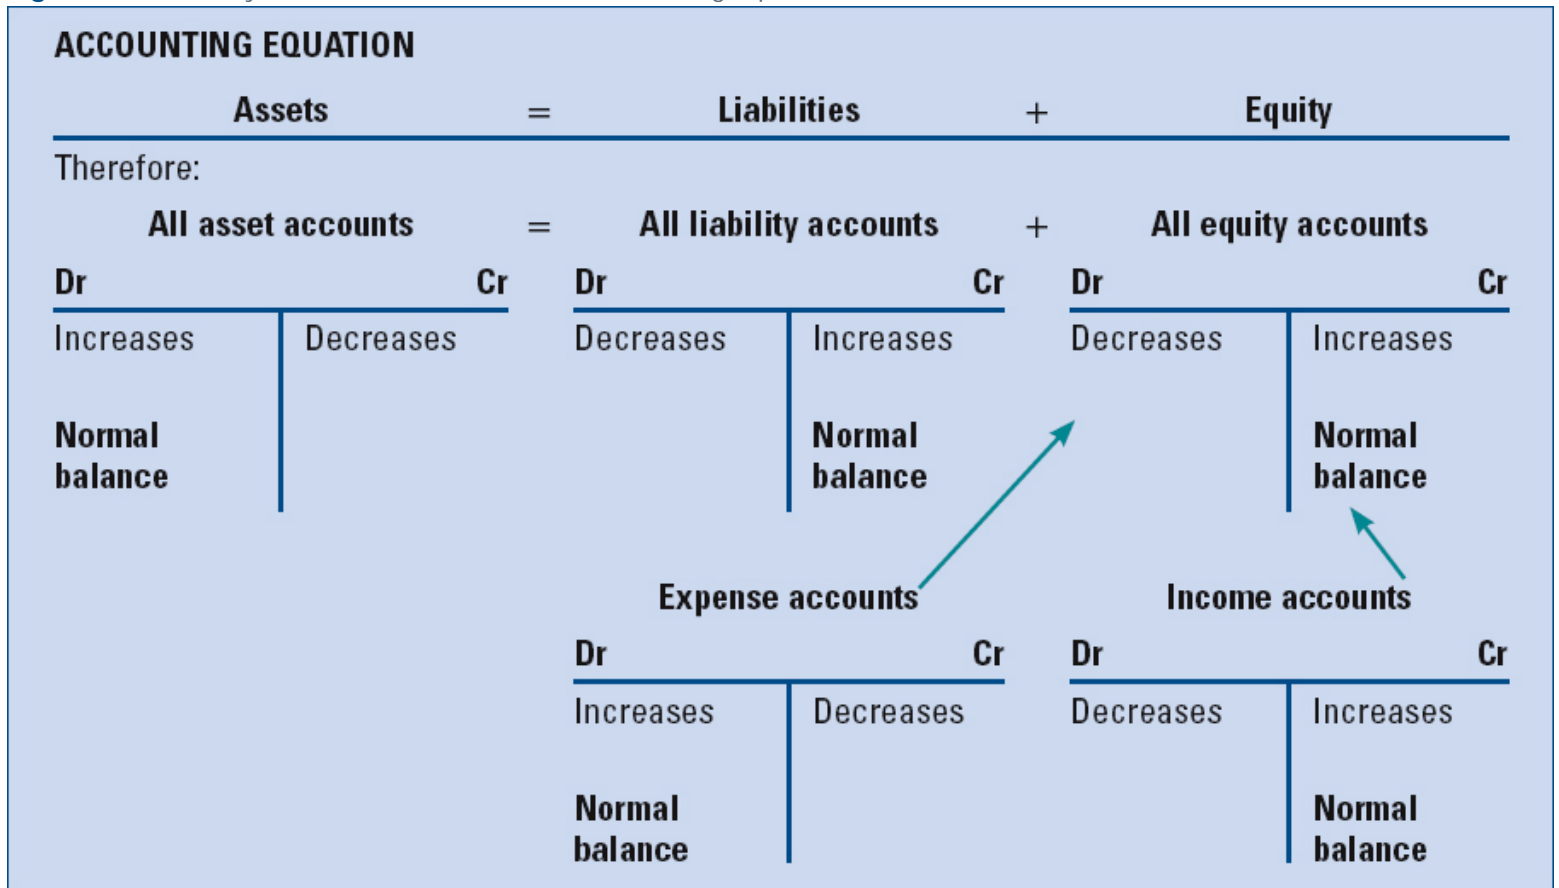 ACCOUNTING EQUATION
Assets = Liabilities + Equity
Therefore:
All asset accounts = All liability accounts + All equity accounts
Dr Cr Dr Cr Dr Cr
Increases Decreases Decreases Increases Decreases Increases
Normal balance Normal balance Normal balance
Expense accounts Income accounts
Dr Cr Dr Cr
Increases Decreases Decreases Increases
Normal balance Normal balance